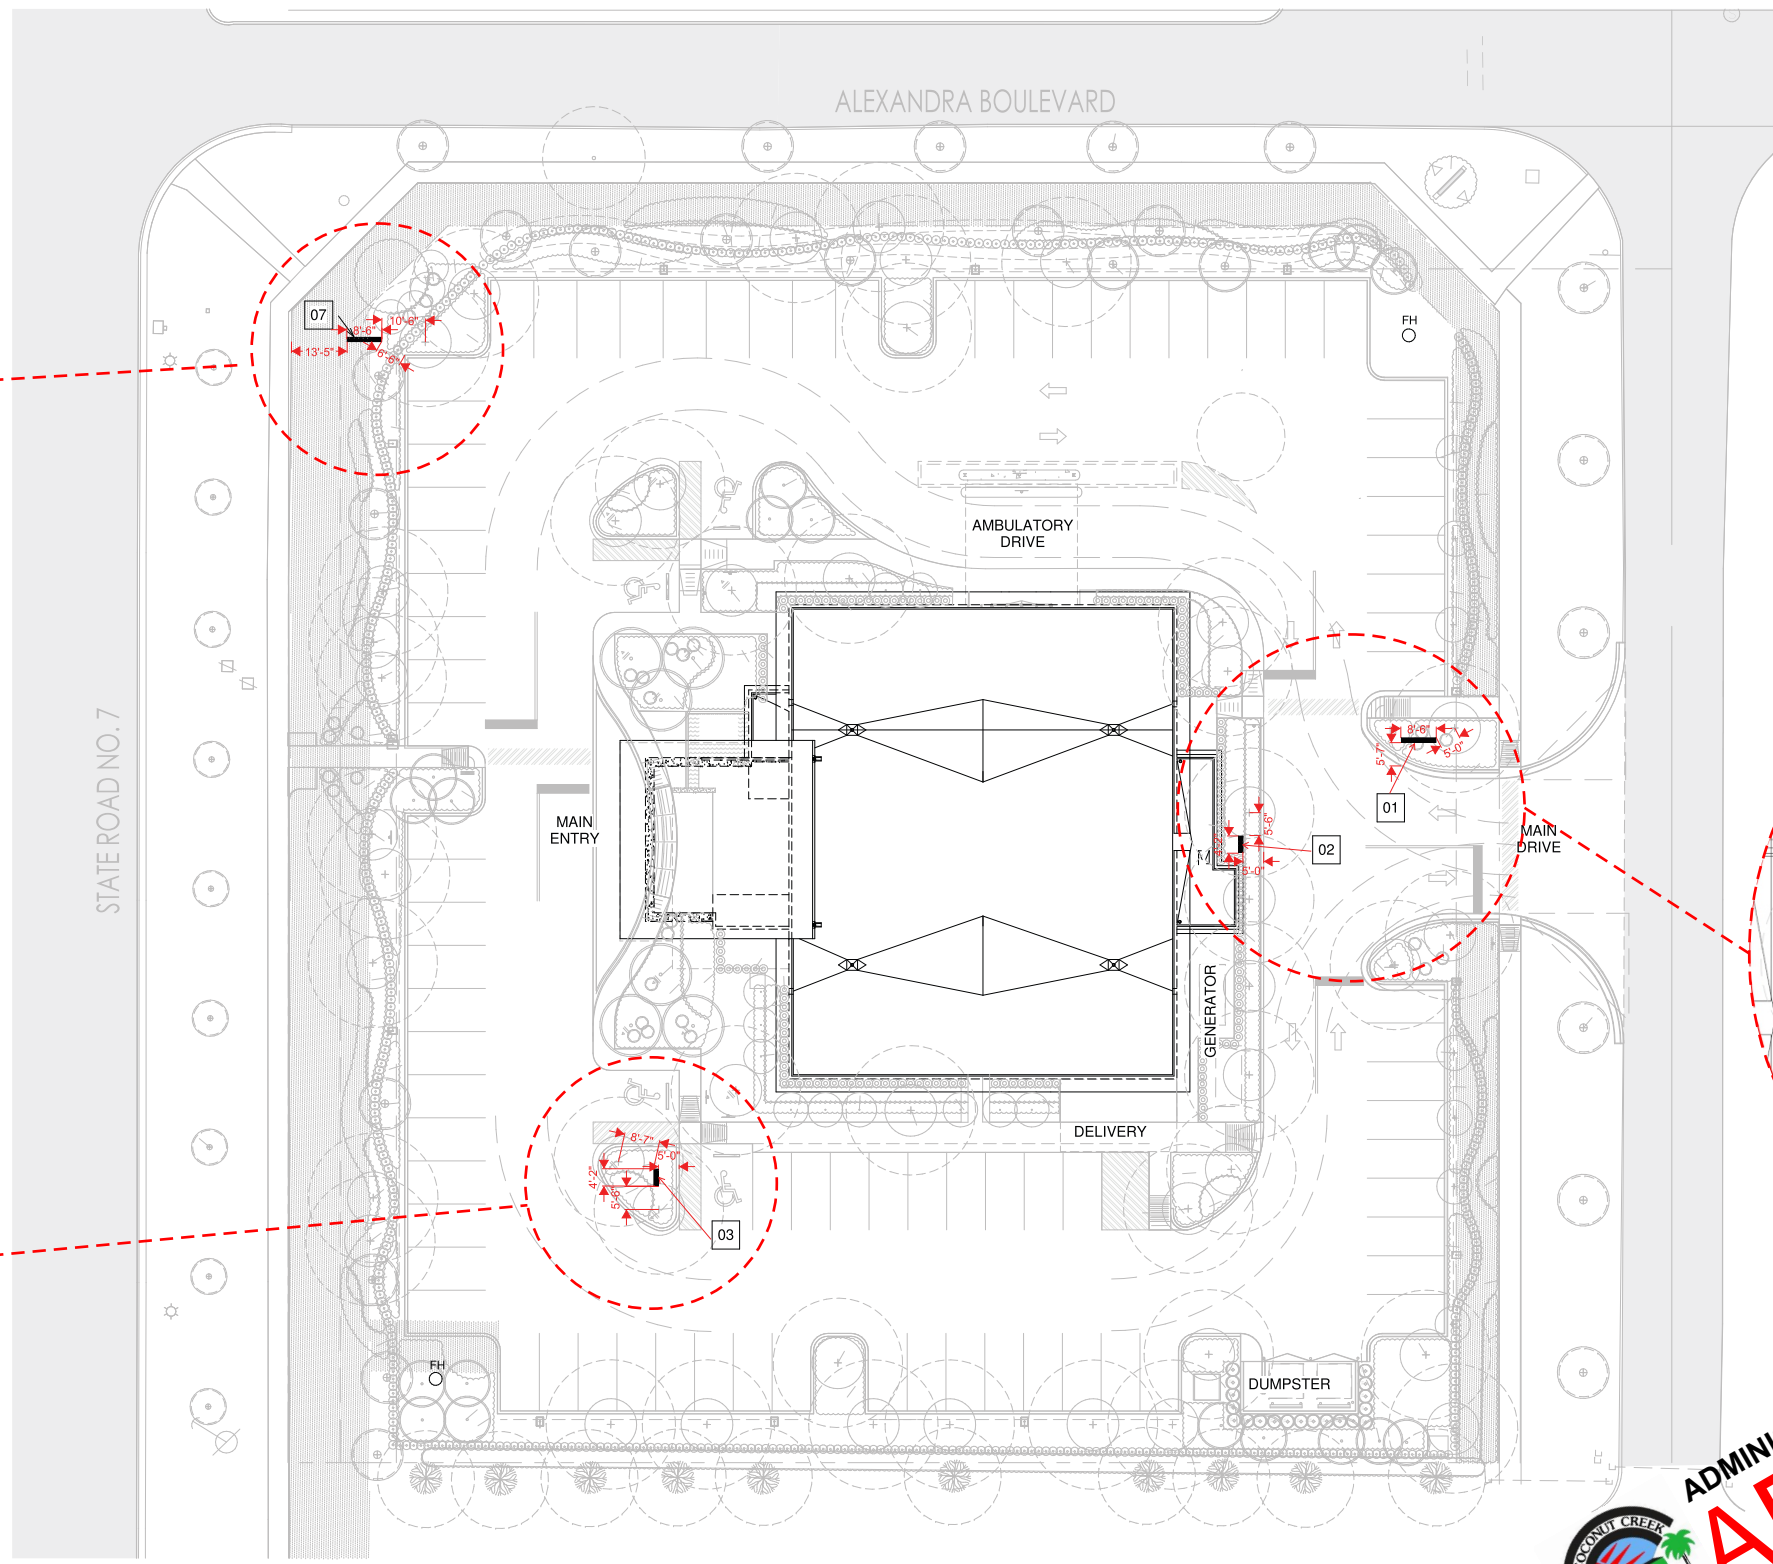 ALEXANDRA BOULEVARD
07
10'-6"
8'-6"
13'-5"
6'-6"
FH
AMBULATORY
DRIVE
STATE ROAD NO. 7
MAIN
ENTRY
8'-6"
5'-7"
5'-0"
01
5'-6"
02
5'-0"
MAIN
DRIVE
GENERATOR
DELIVERY
8'-7"
5'-0"
4'-2"
5'-6"
03
FH
DUMPSTER
COCONUT CREEK